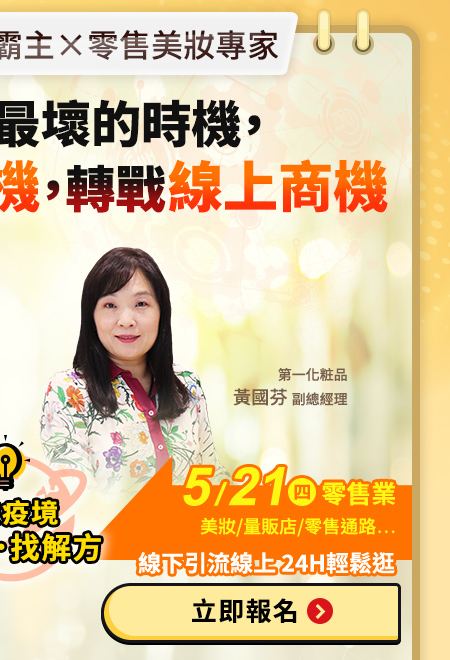 霸主×零售美妝專家
最壞的時機,
機,轉戰線上商機
第一化粧品
黃國芬 副總經理
疫境
·找解方
5/21四 零售業
美妝/量販店/零售通路...
線下引流線上 24H輕鬆逛
立即報名